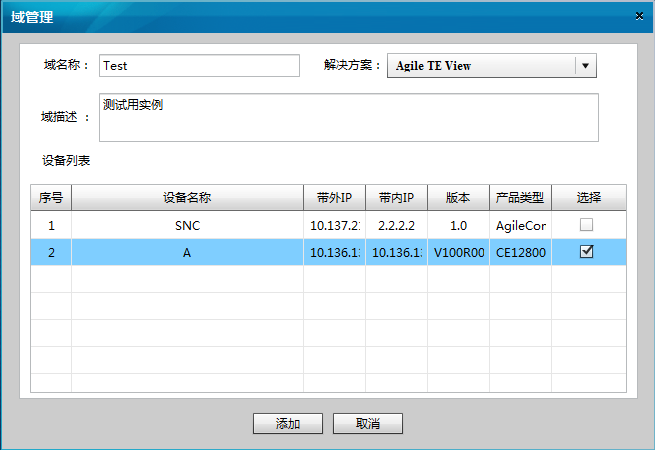 域管理
域名称： Test 解决方案： Agile TE View
域描述 ： 测试用实例
设备列表
序号 设备名称 带外IP 带内IP 版本 产品类型 选择
1 SNC 10.137.2 2.2.2.2 1.0 AgileCor
2 A 10.136.1 10.136.1 V100R00 CE12800
添加 取消